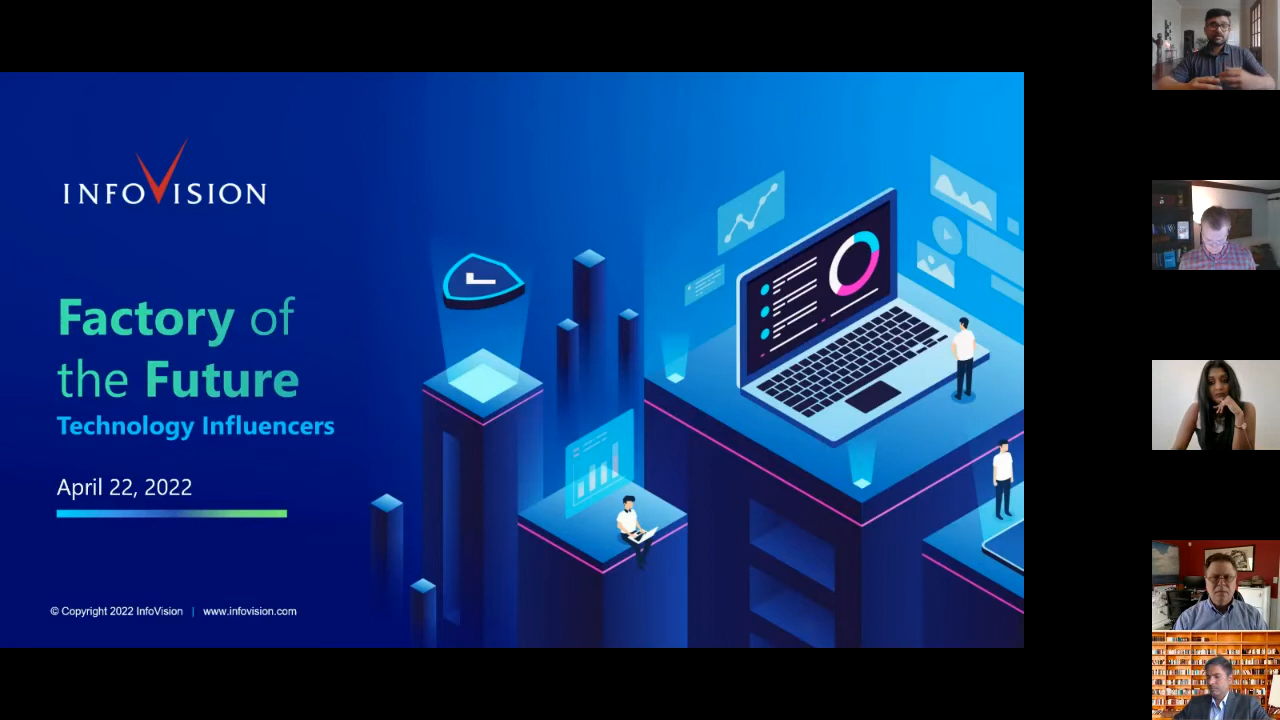 INFOVISION
Factory of
the Future
Technology Influencers
April 22, 2022
© Copyright 2022 InfoVision | www.infovision.com